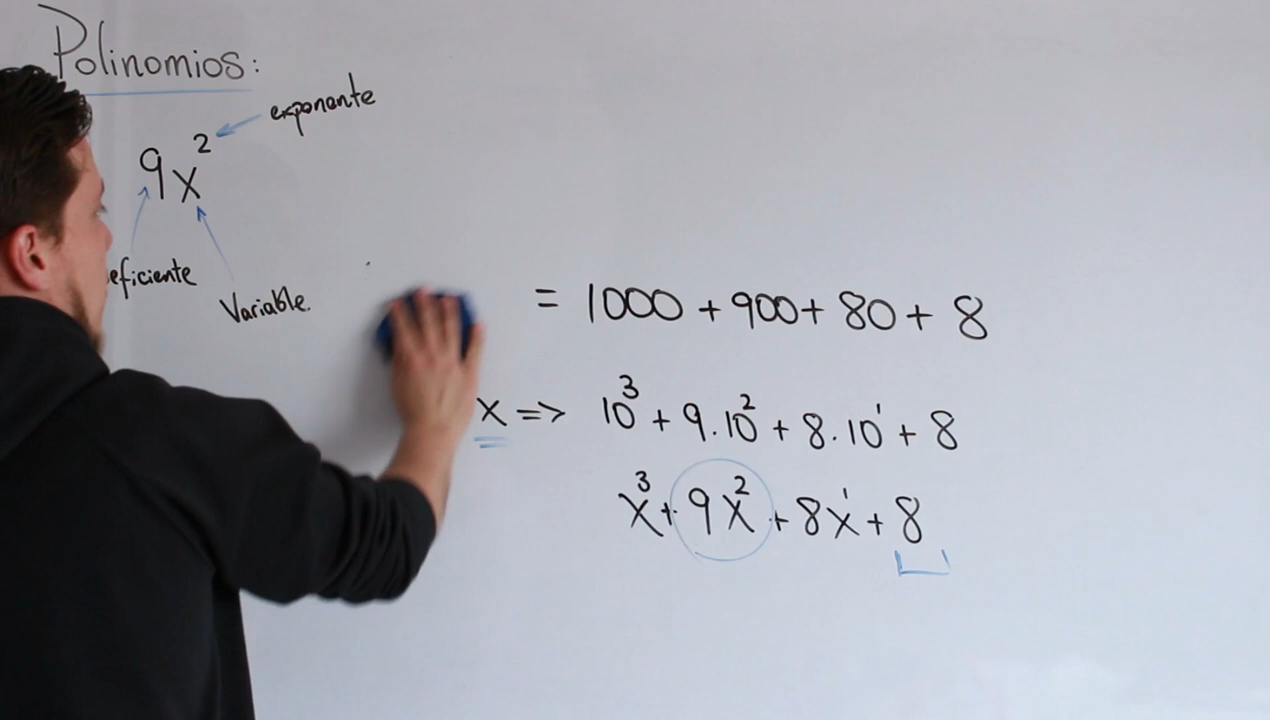 Polinomios:
9x² exponente
eficiente
Variable.
= 1000 + 900 + 80 + 8
x => 10³ + 9.10² + 8.10¹ + 8
x³ + 9x² + 8x¹ + 8